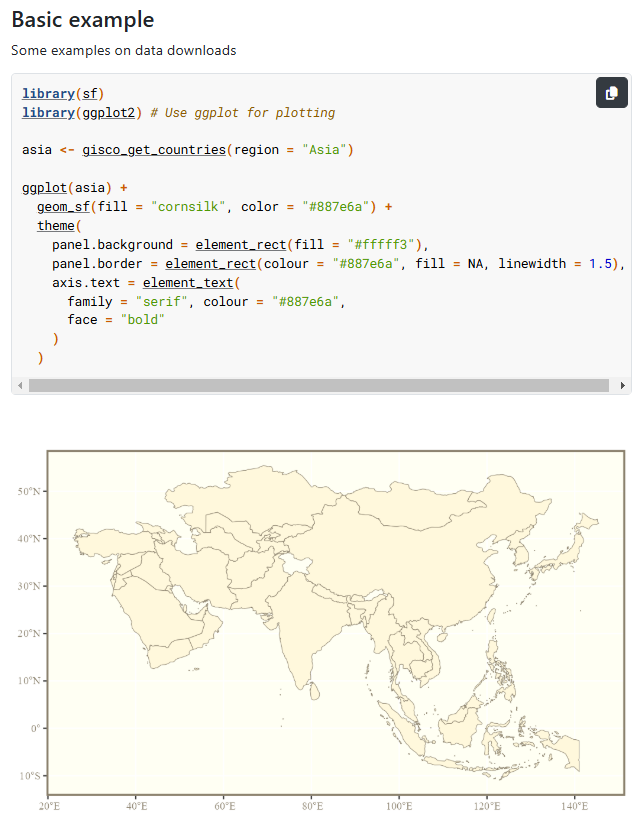 Basic example
Some examples on data downloads
library(sf)
library(ggplot2) # Use ggplot for plotting
asia <- gisco_get_countries(region = "Asia")
ggplot(asia) +
  geom_sf(fill = "cornsilk", color = "#887e6a") +
  theme(
    panel.background = element_rect(fill = "#fffff3"),
    panel.border = element_rect(colour = "#887e6a", fill = NA, linewidth = 1.5),
    axis.text = element_text(
      family = "serif", colour = "#887e6a",
      face = "bold"
    )
  )
50°N
40°N
30°N
20°N
10°N
0°
10°S
20°E 40°E 60°E 80°E 100°E 120°E 140°E